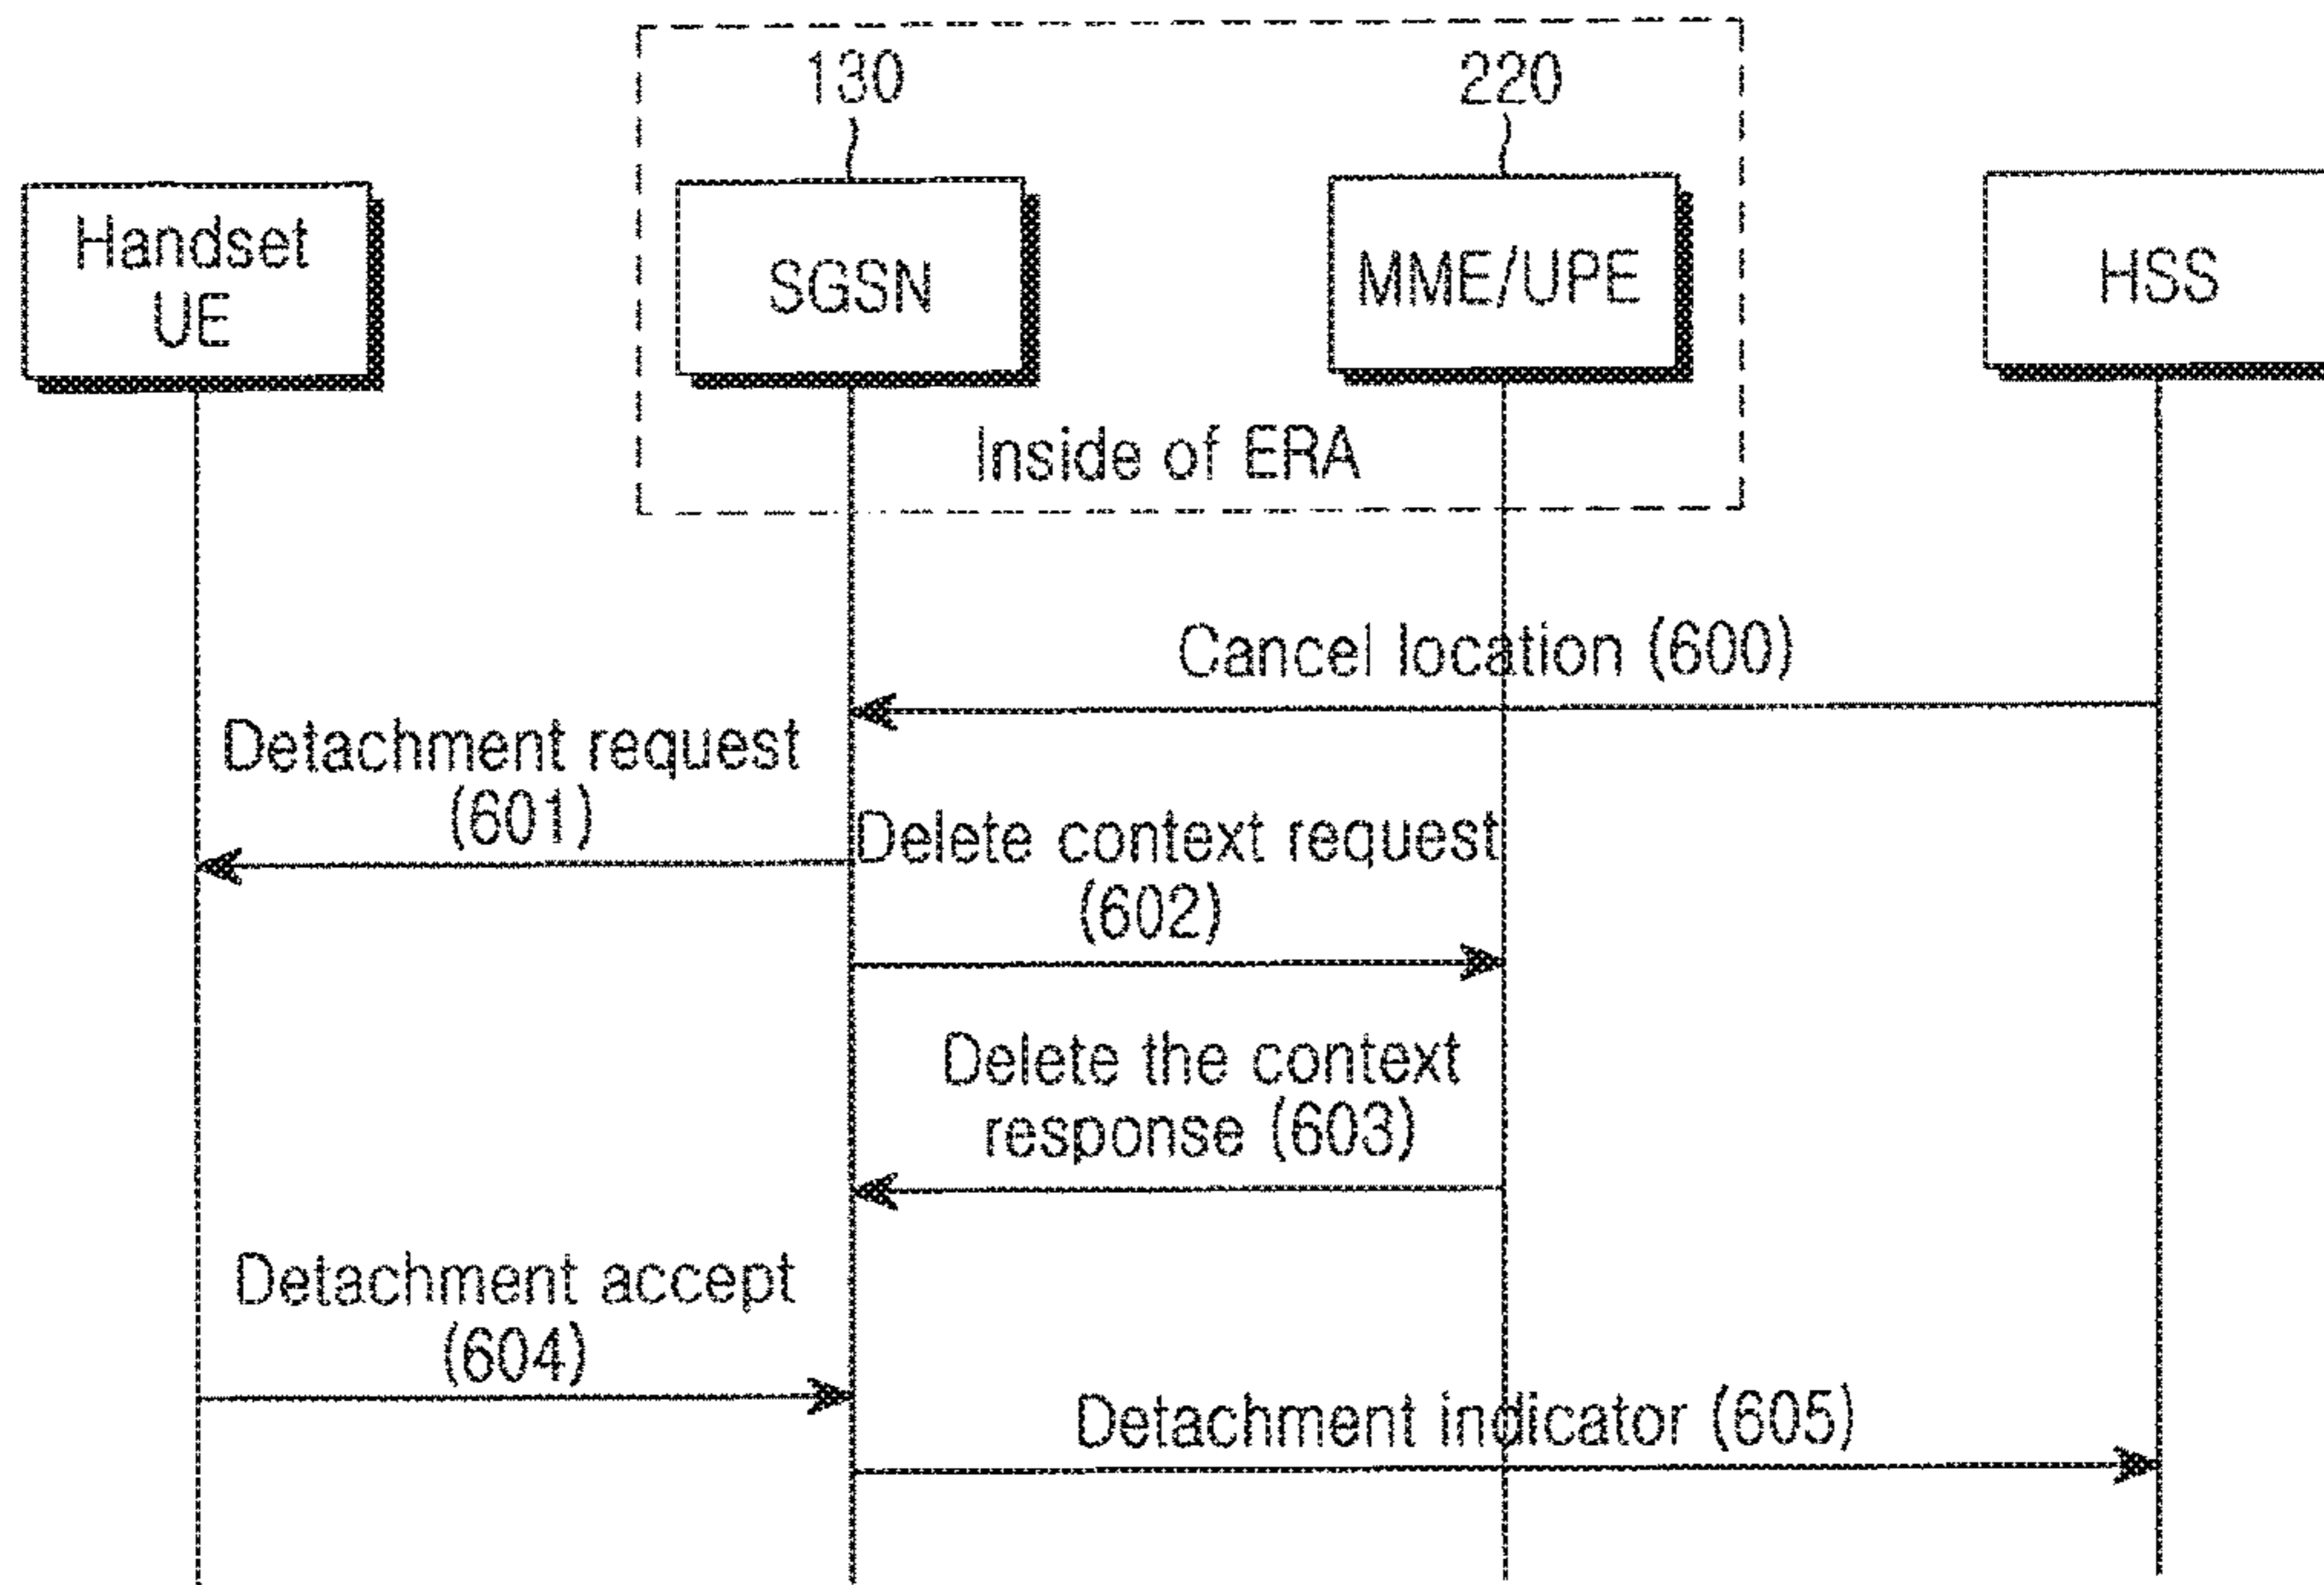 130
220
Handset
UE
SGSN
MME/UPE
HSS
Inside of ERA
Cancel location (600)
Detachment request
(601)
Delete context request
(602)
Delete the context
response (603)
Detachment accept
(604)
Detachment indicator (605)